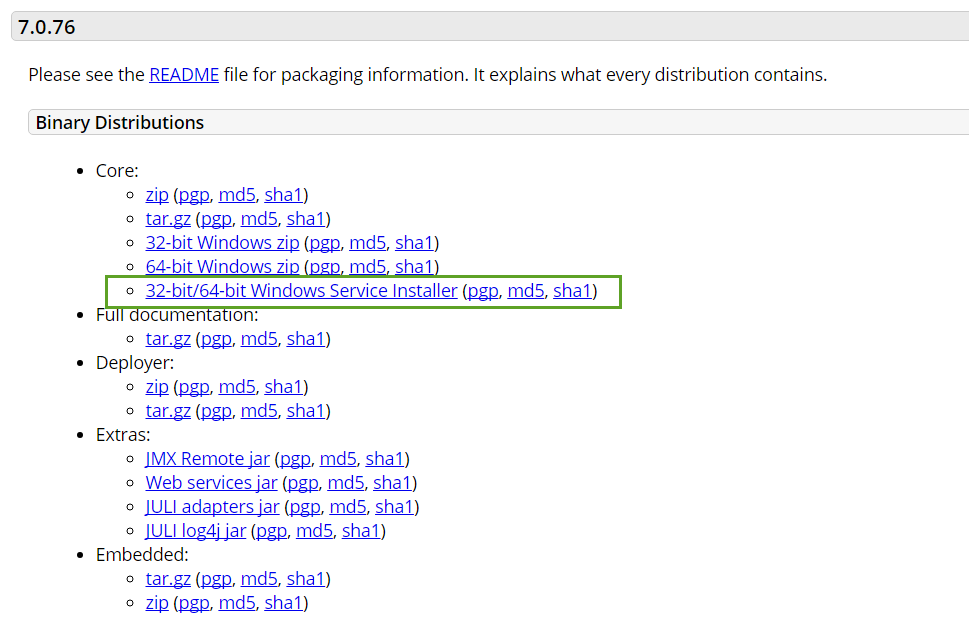 7.0.76
Please see the README file for packaging information. It explains what every distribution contains.
Binary Distributions
Core:
zip (pgp, md5, sha1)
tar.gz (pgp, md5, sha1)
32-bit Windows zip (pgp, md5, sha1)
64-bit Windows zip (pgp, md5, sha1)
32-bit/64-bit Windows Service Installer (pgp, md5, sha1)
Full documentation:
tar.gz (pgp, md5, sha1)
Deployer:
zip (pgp, md5, sha1)
tar.gz (pgp, md5, sha1)
Extras:
JMX Remote jar (pgp, md5, sha1)
Web services jar (pgp, md5, sha1)
JULI adapters jar (pgp, md5, sha1)
JULI log4j jar (pgp, md5, sha1)
Embedded:
tar.gz (pgp, md5, sha1)
zip (pgp, md5, sha1)